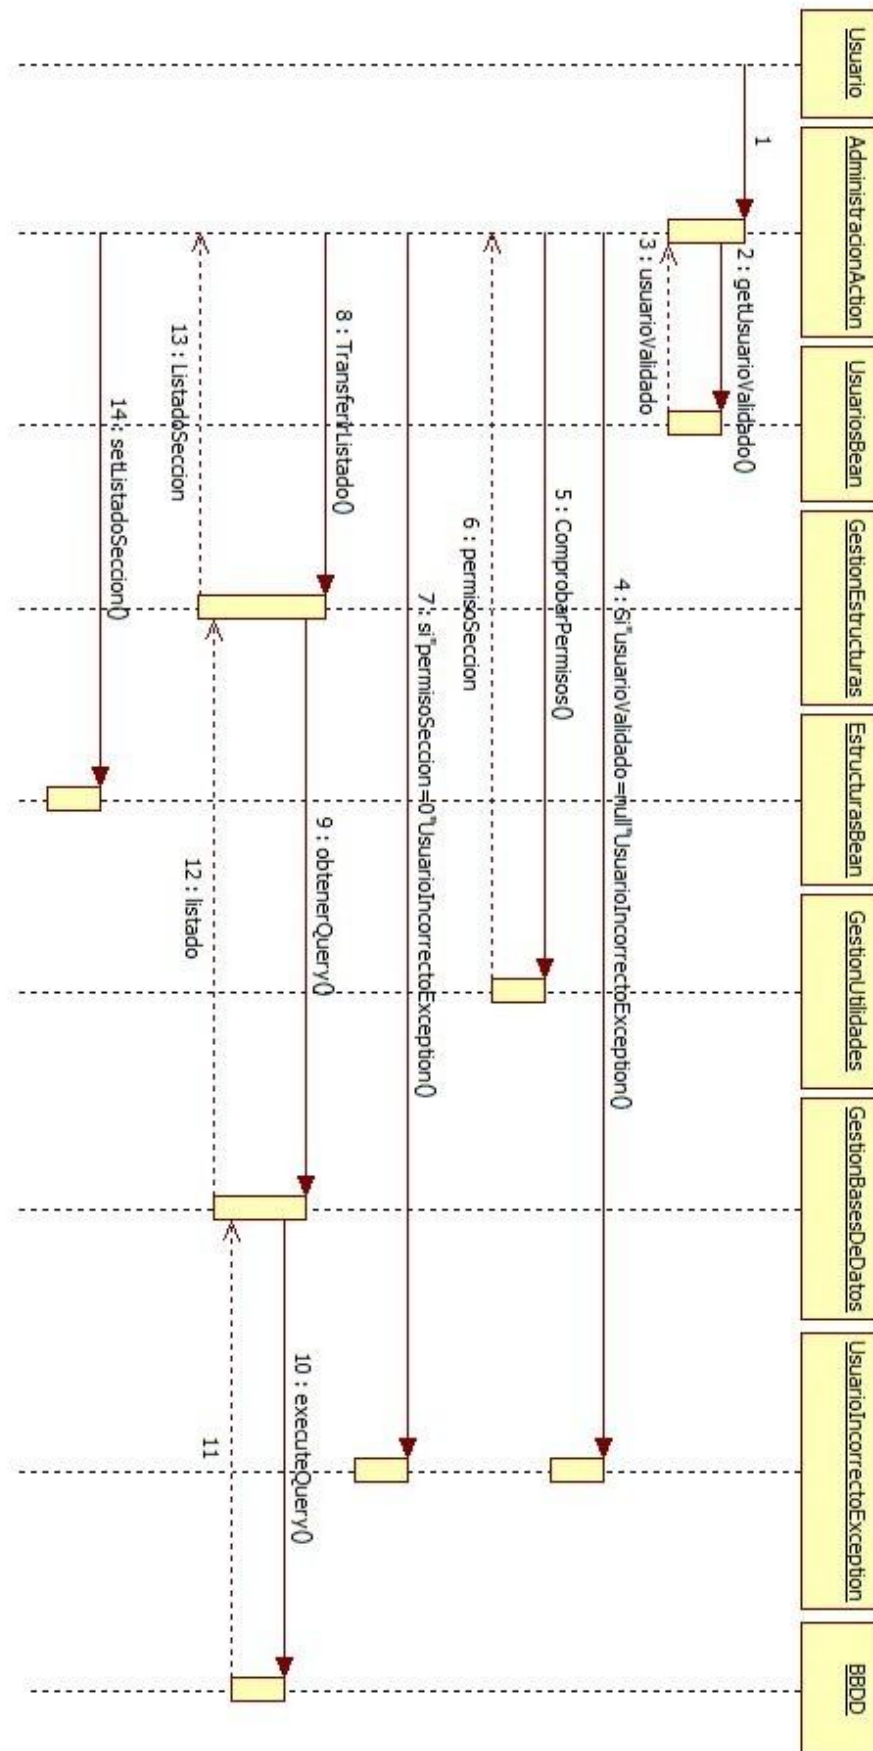 Usuario
AdministracionAction
UsuariosBean
GestionEstructuras
EstructurasBean
GestionUtilidades
GestionBasesDeDatos
UsuarioIncorrectoException
BBDD
1
2 : getUsuarioValidado()
3 : usuarioValidado
4 : Si"usuarioValidado=null"UsuarioIncorrectoException()
5 : ComprobarPermisos()
6 : permisoSeccion
7 : si"permisoSeccion=0"UsuarioIncorrectoException()
8 : TransferirListado()
9 : obtenerQuery()
10 : executeQuery()
11
12 : listado
13 : ListadoSeccion
14 : setListadoSeccion()